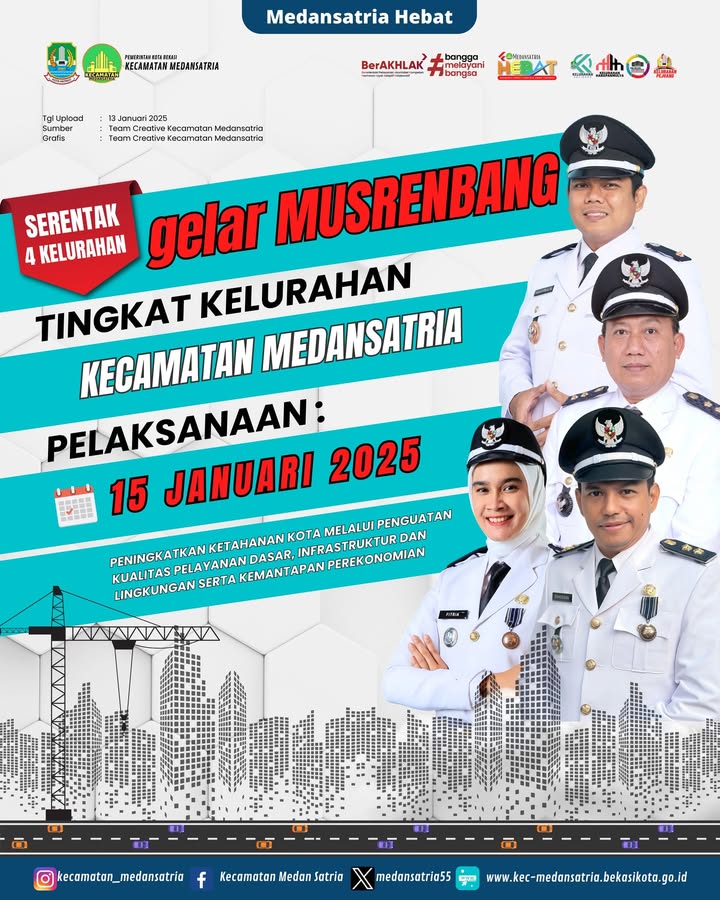 Medansatria Hebat
PEMERINTAH KOTA BEKASI
KECAMATAN MEDANSATRIA
BerAKHLAK
#bangga
melayani
bangsa
MEDANSATRIA
HEBAT
Tgl Upload : 13 Januari 2025
Sumber : Team Creative Kecamatan Medansatria
Grafis : Team Creative Kecamatan Medansatria
SERENTAK
4 KELURAHAN
gelar MUSRENBANG
TINGKAT KELURAHAN
KECAMATAN MEDANSATRIA
PELAKSANAAN :
15 JANUARI 2025
PENINGKATKAN KETAHANAN KOTA MELALUI PENGUATAN
KUALITAS PELAYANAN DASAR, INFRASTRUKTUR DAN
LINGKUNGAN SERTA KEMANTAPAN PEREKONOMIAN
FITRIA
kecamatan_medansatria
Kecamatan Medan Satria
medansatria55
www.kec-medansatria.bekasikota.go.id